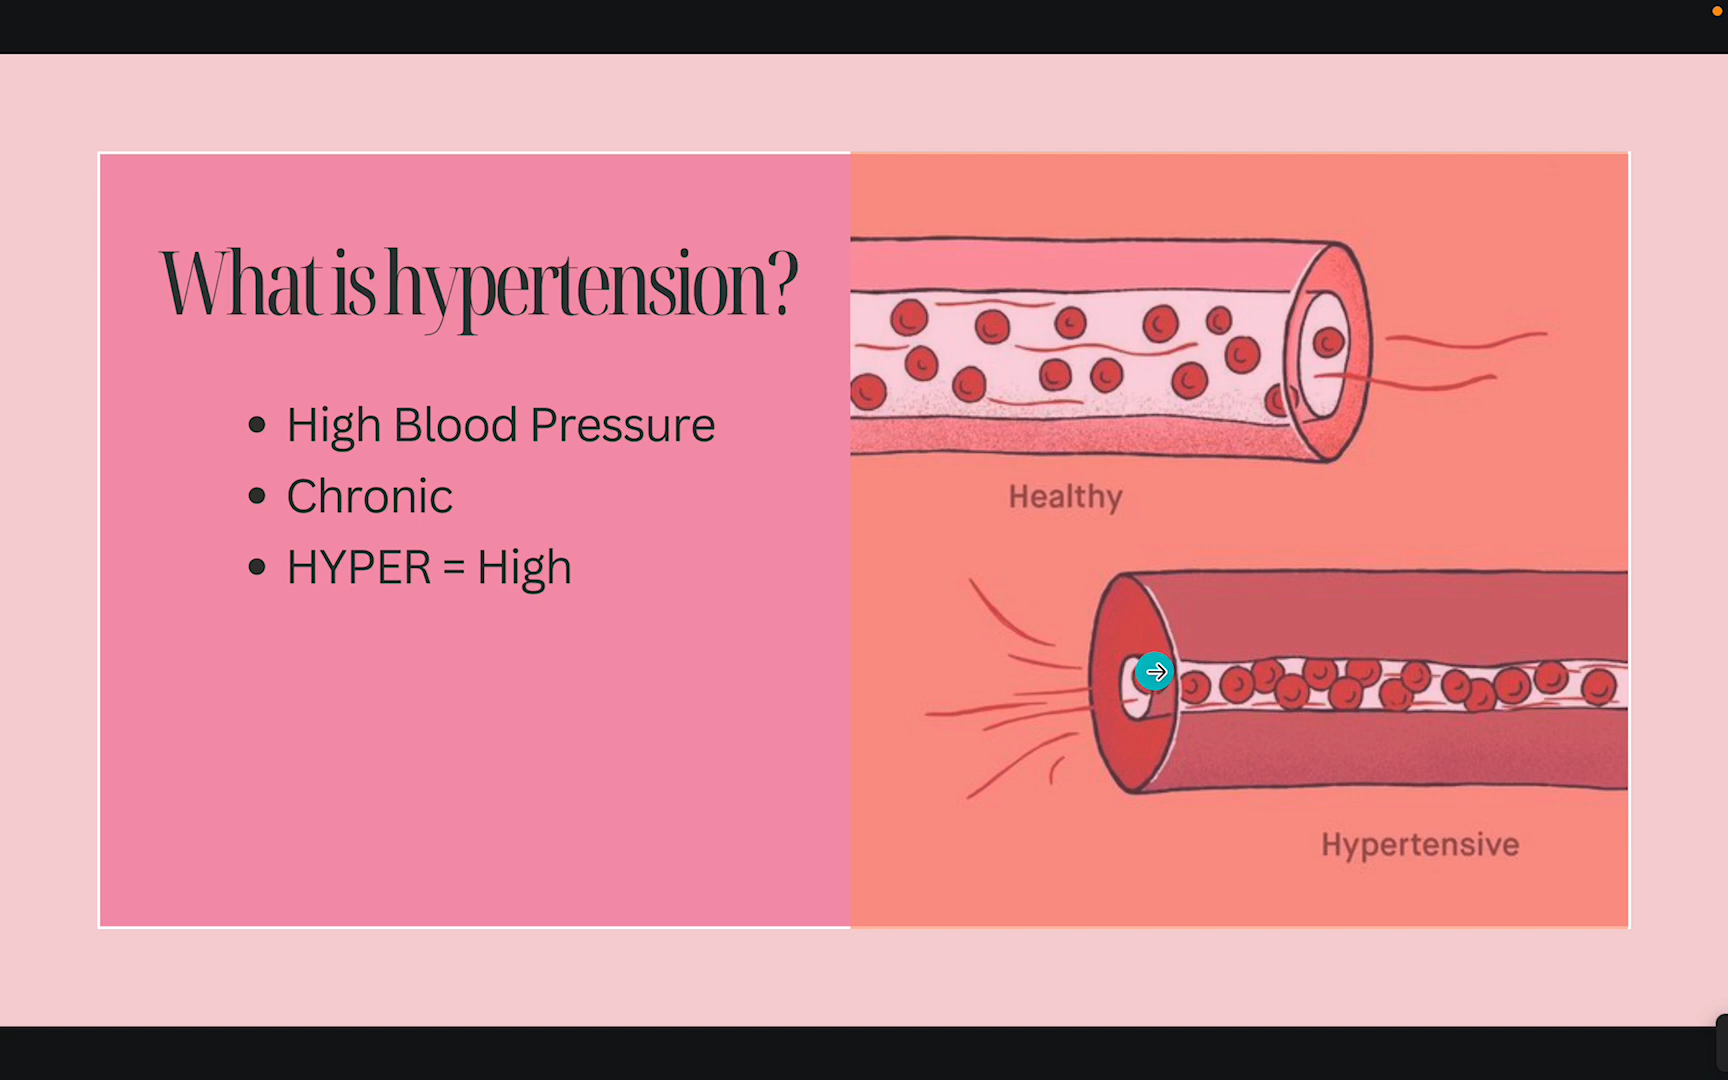 What is hypertension?
• High Blood Pressure
• Chronic
• HYPER = High
Healthy
Hypertensive